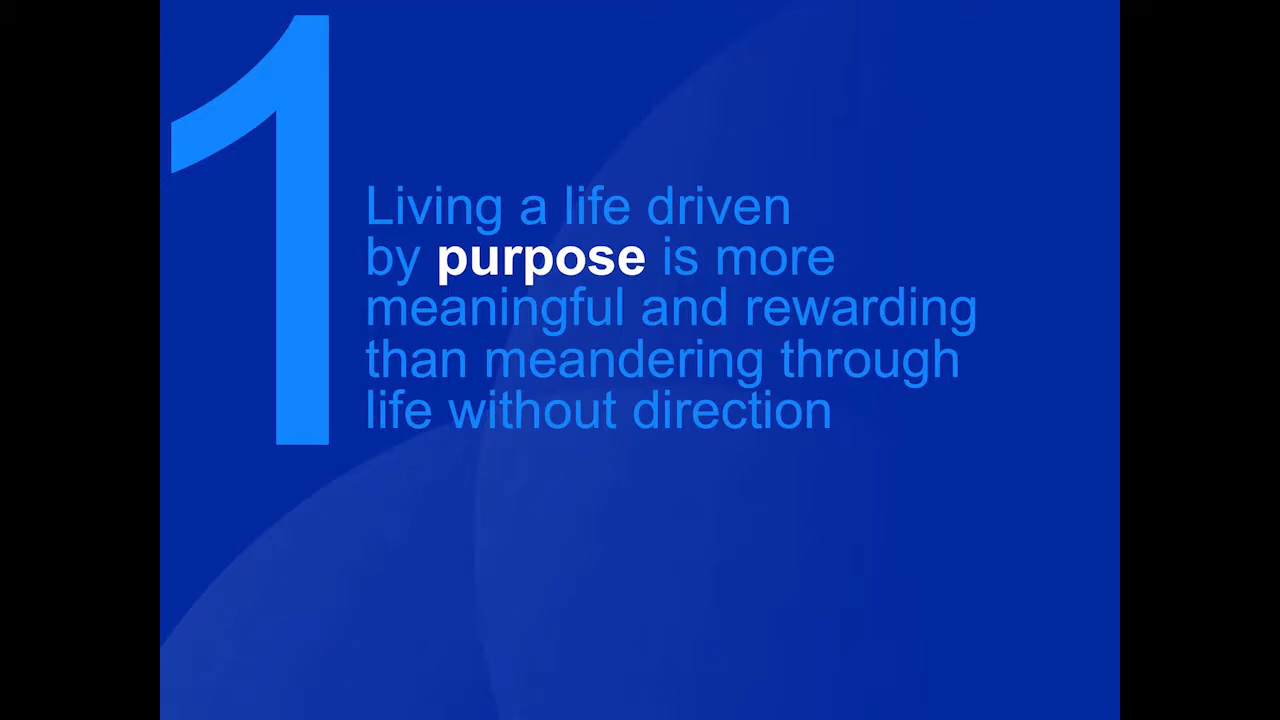 1
Living a life driven
by purpose is more
meaningful and rewarding
than meandering through
life without direction